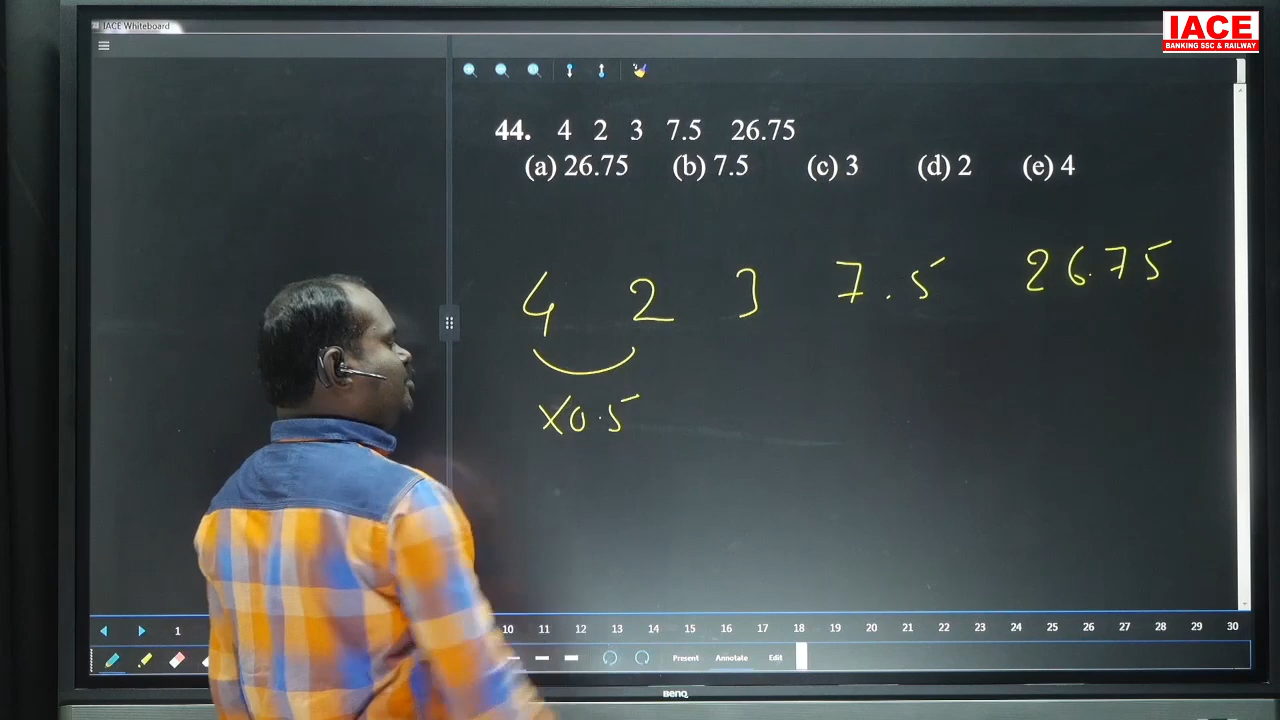 IACE Whiteboard
IACE
BANKING SSC & RAILWAY
44. 4 2 3 7.5 26.75
(a) 26.75 (b) 7.5 (c) 3 (d) 2 (e) 4
4 2 3 7.5 26.75
X0.5
1 10 11 12 13 14 15 16 17 18 19 20 21 22 23 24 25 26 27 28 29 30
Present Annotate Edit
BenQ